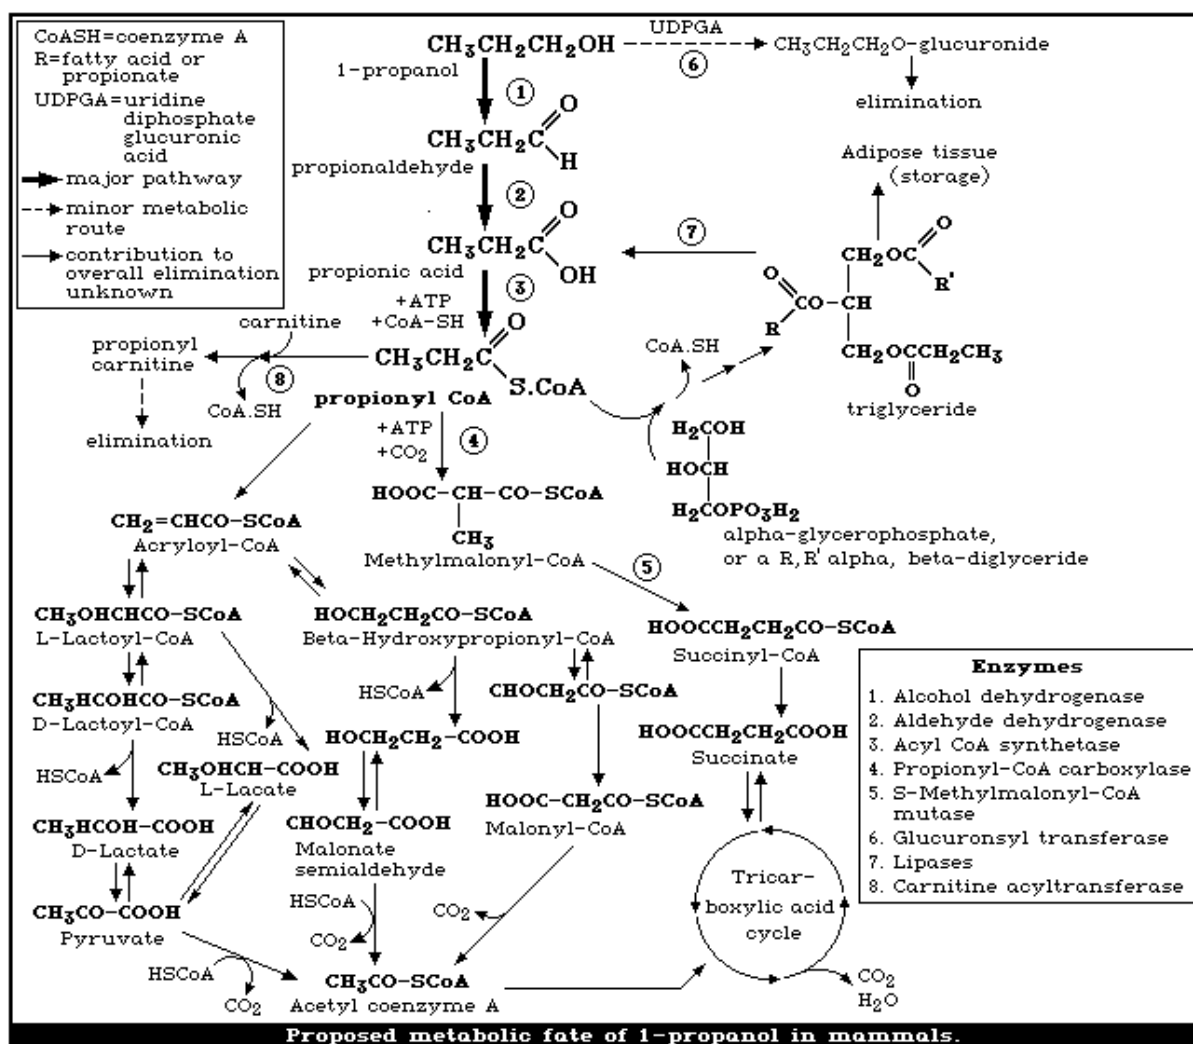 CoASH=coenzyme A
R=fatty acid or
propionate
UDPGA=uridine
diphosphate
glucuronic
acid
major pathway
minor metabolic
route
contribution to
overall elimination
unknown
CH3CH2CH2OH
1-propanol
UDPGA
6
CH3CH2CH2O-glucuronide
elimination
1
O
CH3CH2C
H
propionaldehyde
Adipose tissue
(storage)
2
O
CH3CH2C
OH
propionic acid
7
O
CH2OC
R'
O
CO-CH
R
CH2OCCH2CH3
O
triglyceride
3
+ATP
+CoA-SH
O
CH3CH2C
S.CoA
propionyl CoA
carnitine
propionyl
carnitine
8
CoA.SH
elimination
CoA.SH
H2COH
HOCH
H2COPO3H2
alpha-glycerophosphate,
or a R,R' alpha, beta-diglyceride
+ATP
+CO2
4
HOOC-CH-CO-SCoA
CH3
Methylmalonyl-CoA
5
CH2=CHCO-SCoA
Acryloyl-CoA
CH3OHCHCO-SCoA
L-Lactoyl-CoA
HOCH2CH2CO-SCoA
Beta-Hydroxypropionyl-CoA
HOOCCH2CH2CO-SCoA
Succinyl-CoA
CH3HCOHCO-SCoA
D-Lactoyl-CoA
HSCoA
HSCoA
CHOCH2CO-SCoA
HOCH2CH2-COOH
HOOCCH2CH2COOH
Succinate
HSCoA
CH3OHCH-COOH
L-Lacate
CH3HCOH-COOH
D-Lactate
CHOCH2-COOH
Malonate
semialdehyde
HOOC-CH2CO-SCoA
Malonyl-CoA
CH3CO-COOH
Pyruvate
HSCoA
CO2
HSCoA
CO2
CO2
CH3CO-SCoA
Acetyl coenzyme A
Tricar-
boxylic acid
cycle
CO2
H2O
Enzymes
1. Alcohol dehydrogenase
2. Aldehyde dehydrogenase
3. Acyl CoA synthetase
4. Propionyl-CoA carboxylase
5. S-Methylmalonyl-CoA
mutase
6. Glucuronsyl transferase
7. Lipases
8. Carnitine acyltransferase
Proposed metabolic fate of 1-propanol in mammals.